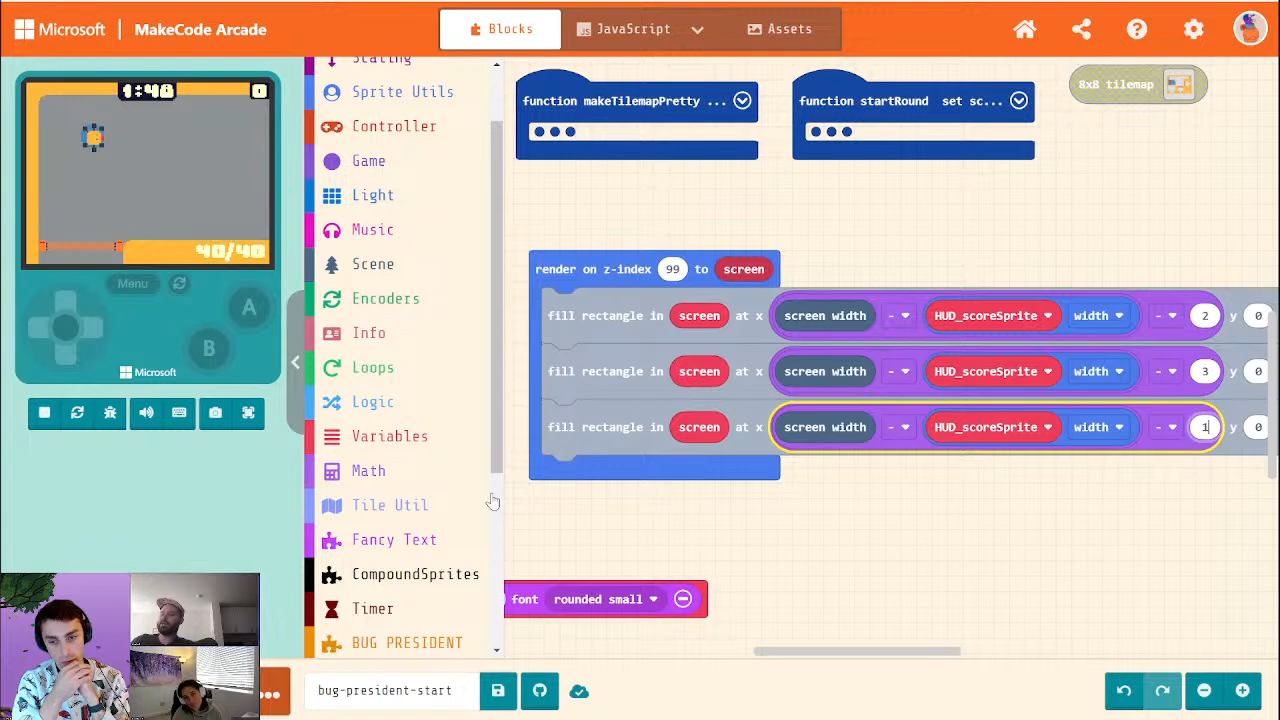 Microsoft | MakeCode Arcade
Blocks
JavaScript
Assets
1:48
0
40/40
Menu
A
B
Microsoft
Sprite Utils
Controller
Game
Light
Music
Scene
Encoders
Info
Loops
Logic
Variables
Math
Tile Util
Fancy Text
CompoundSprites
Timer
BUG PRESIDENT
function makeTilemapPretty ...
function startRound set sc...
8x8 tilemap
render on z-index 99 to screen
fill rectangle in screen at x screen width - HUD_scoreSprite width - 2 y 0
fill rectangle in screen at x screen width - HUD_scoreSprite width - 3 y 0
fill rectangle in screen at x screen width - HUD_scoreSprite width - 1 y 0
font rounded small
bug-president-start